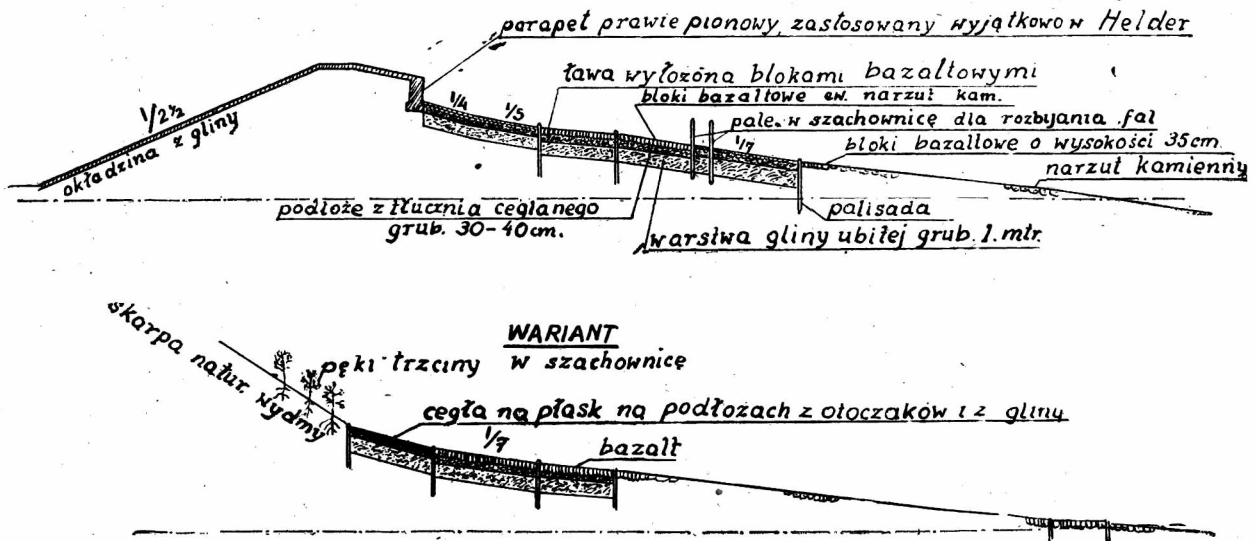 parapet prawie pionowy, zastosowany wyjątkowo w Helder
ława wyłożona blokami bazaltowymi
bloki bazaltowe ew. narzut kam.
pale w szachownicę dla rozbijania fal
1/2½
okładzina z gliny
1/4
1/5
1/7
bloki bazaltowe o wysokości 35cm.
narzut kamienny
podłoże z tłucznia ceglanego
grub. 30-40cm.
palisada
warstwa gliny ubitej grub. 1. mtr.
WARIANT
skarpa natur. wydmy
pęki trzciny w szachownicę
cegła na płask na podłożach z otoczaków i z gliny
1/7
bazalt